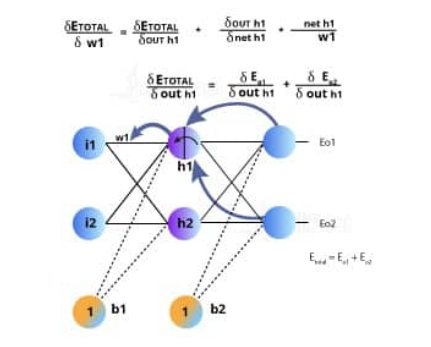 δETOTAL / δ w1 = δETOTAL / δOUT h1 * δOUT h1 / δnet h1 * net h1 / w1
δETOTAL / δ out h1 = δ Eo1 / δ out h1 + δ Eo2 / δ out h1
i1 w1 h1 Eo1
i2 h2 Eo2
Etotal = Eo1 + Eo2
1 b1 1 b2